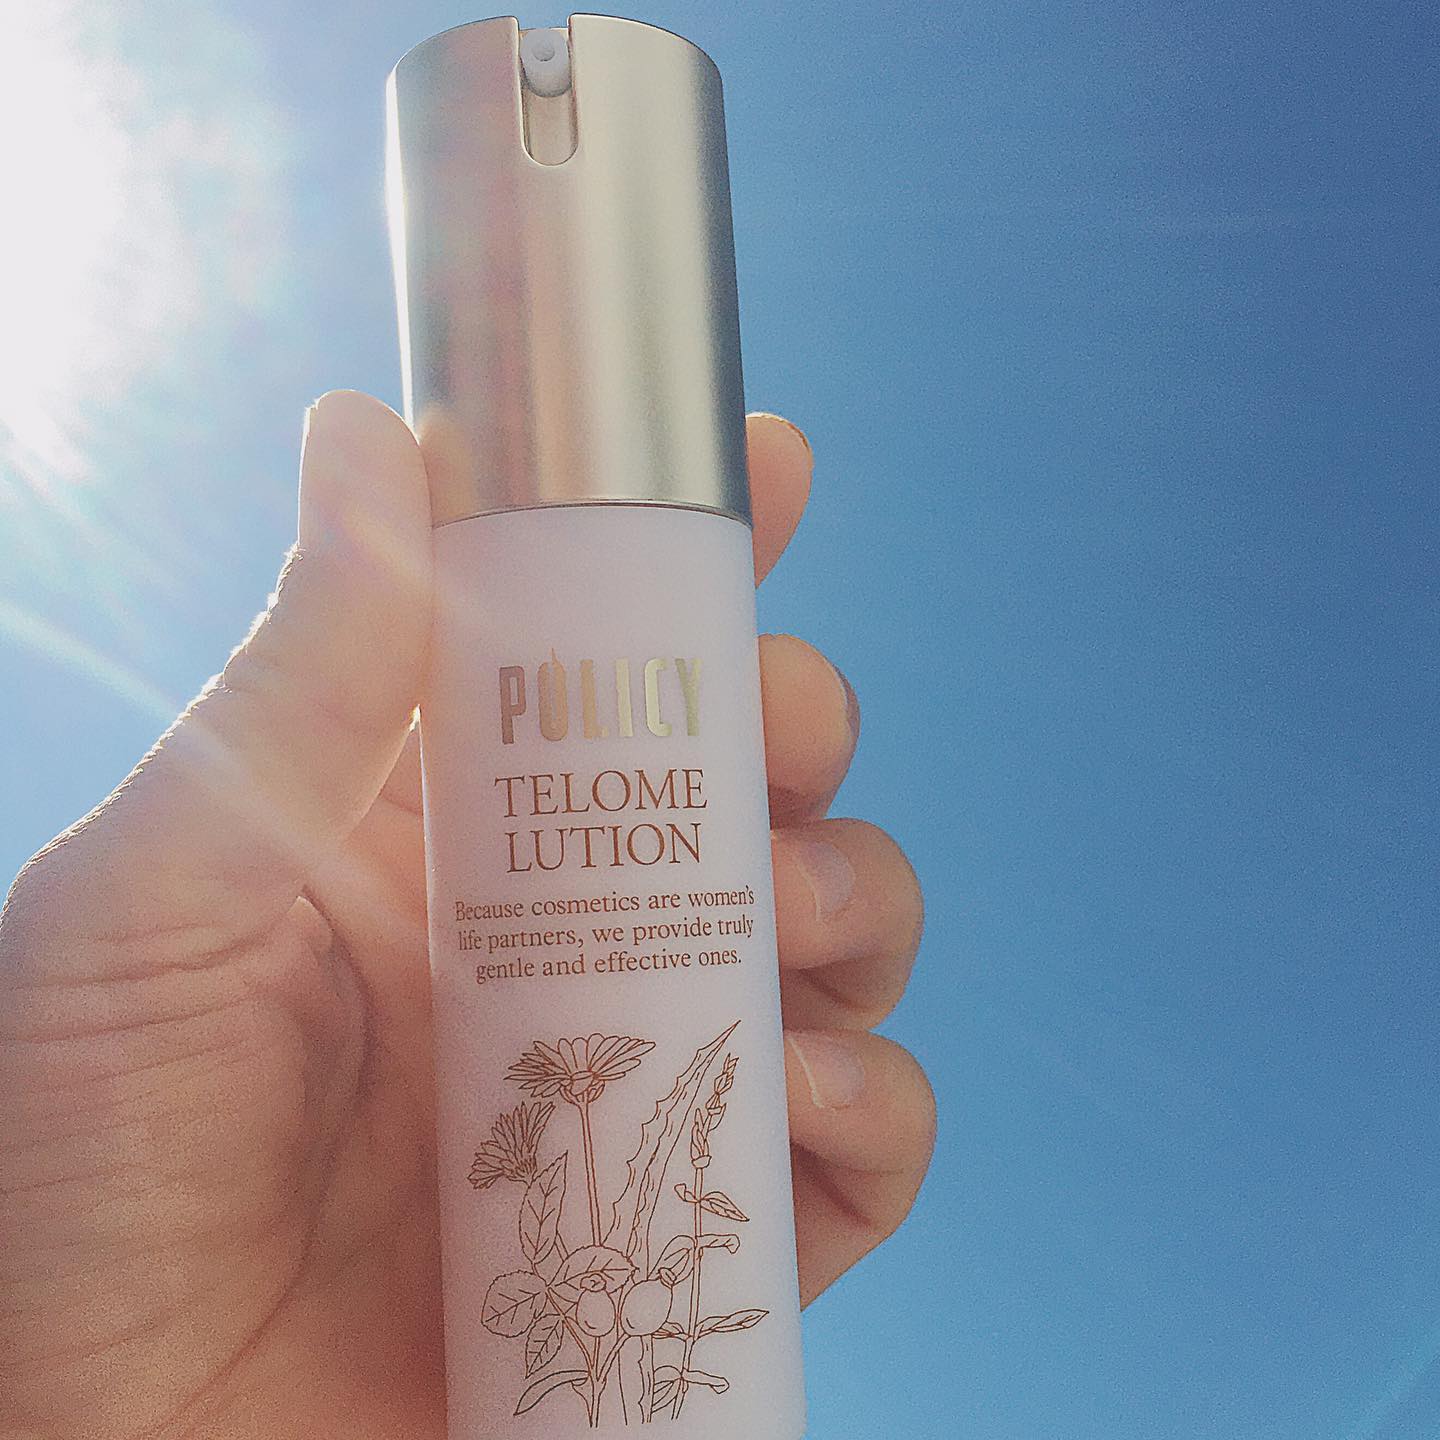 POLICY
TELOME
LUTION
Because cosmetics are women's
life partners, we provide truly
gentle and effective ones.